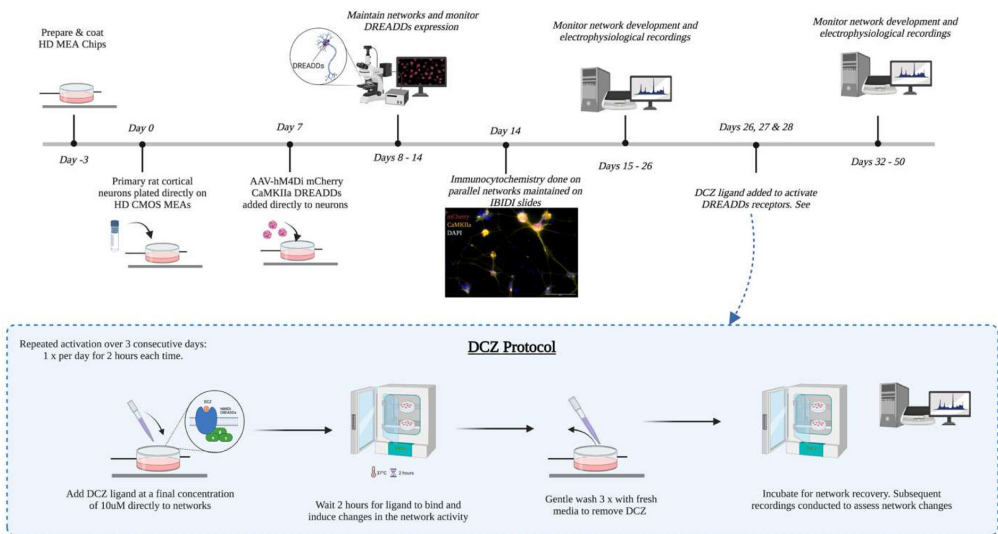 Prepare & coat
HD MEA Chips
Maintain networks and monitor
DREADDs expression
DREADDs
Monitor network development and
electrophysiological recordings
Monitor network development and
electrophysiological recordings
Day -3
Day 0
Day 7
Days 8 - 14
Day 14
Days 15 - 26
Days 26, 27 & 28
Days 32 - 50
Primary rat cortical
neurons plated directly on
HD CMOS MEAs
AAV-hM4Di mCherry
CaMKIIa DREADDs
added directly to neurons
Immunocytochemistry done on
parallel networks maintained on
IBIDI slides
mCherry
CaMKIIa
DAPI
DCZ ligand added to activate
DREADDs receptors. See
DCZ Protocol
Repeated activation over 3 consecutive days:
1 x per day for 2 hours each time.
DCZ
DREADDs
Add DCZ ligand at a final concentration
of 10uM directly to networks
37°C
2 hours
Wait 2 hours for ligand to bind and
induce changes in the network activity
Gentle wash 3 x with fresh
media to remove DCZ
Incubate for network recovery. Subsequent
recordings conducted to assess network changes